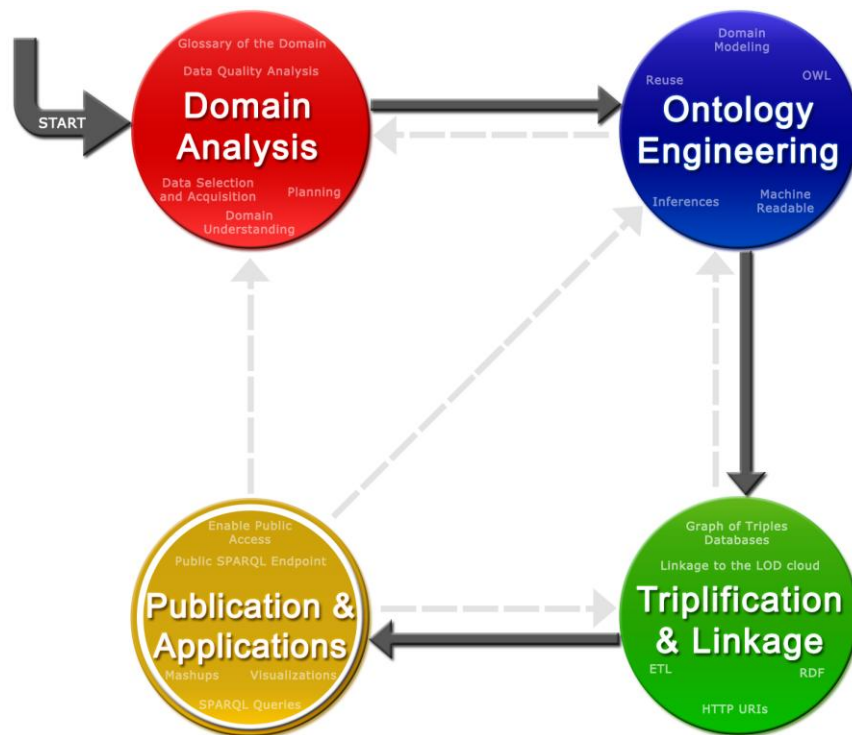 START
Glossary of the Domain
Data Quality Analysis
Domain
Analysis
Data Selection
and Acquisition
Planning
Domain
Understanding
Domain
Modeling
Reuse
OWL
Ontology
Engineering
Inferences
Machine
Readable
Enable Public
Access
Public SPARQL Endpoint
Publication &
Applications
Mashups
Visualizations
SPARQL Queries
Graph of Triples
Databases
Linkage to the LOD cloud
Triplification
& Linkage
ETL
RDF
HTTP URIs